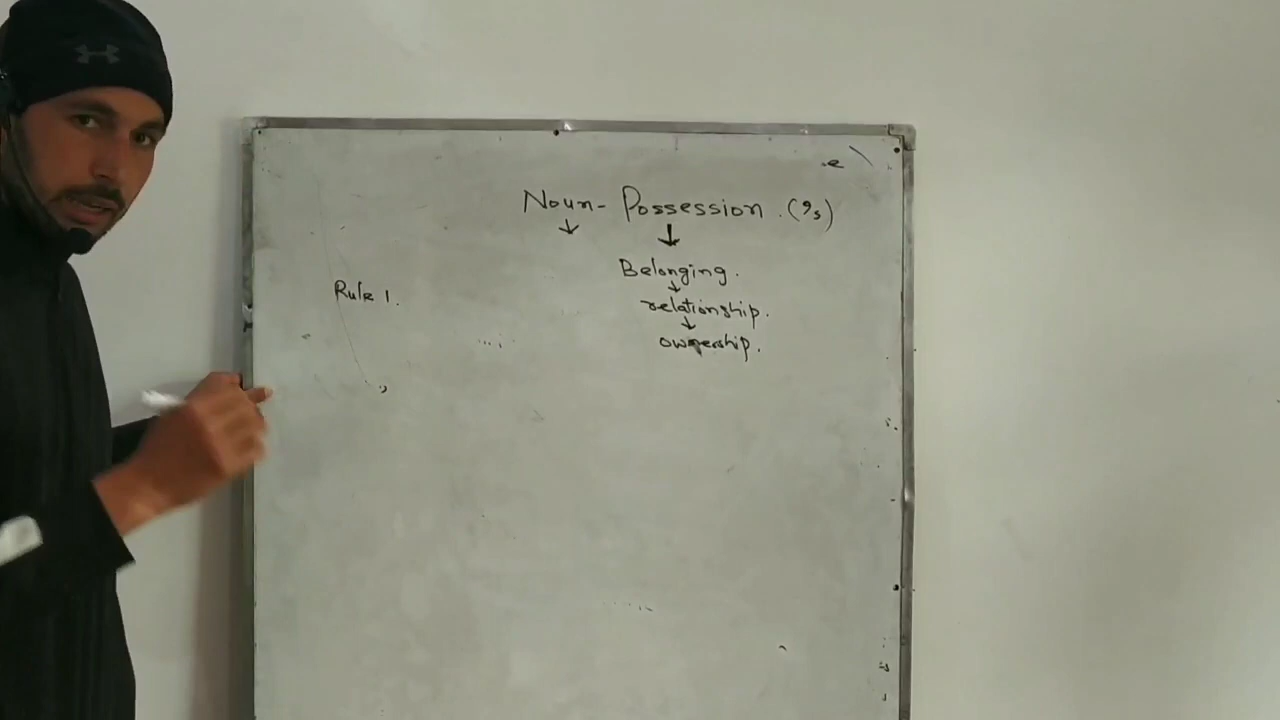 Noun - Possession. ('s)
↓ ↓
Belonging.
↓
Rule 1.
relationship.
↓
ownership.